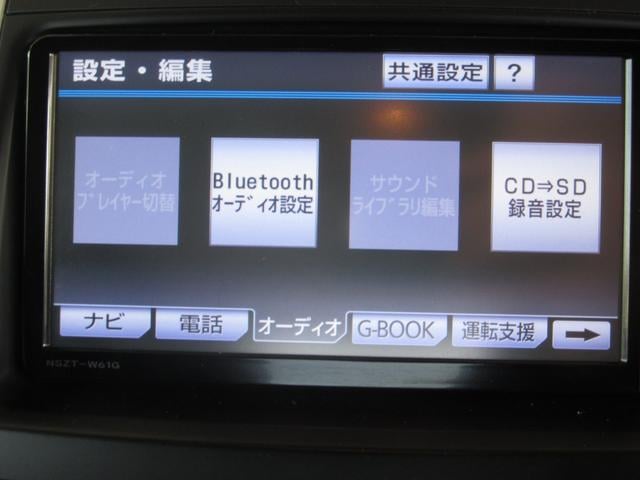 設定・編集
共通設定
?
オーディオ
プレイヤー切替
Bluetooth
オーディオ設定
サウンド
ライブラリ編集
CD⇒SD
録音設定
ナビ
電話
オーディオ
G-BOOK
運転支援
→
NSZT-W61G